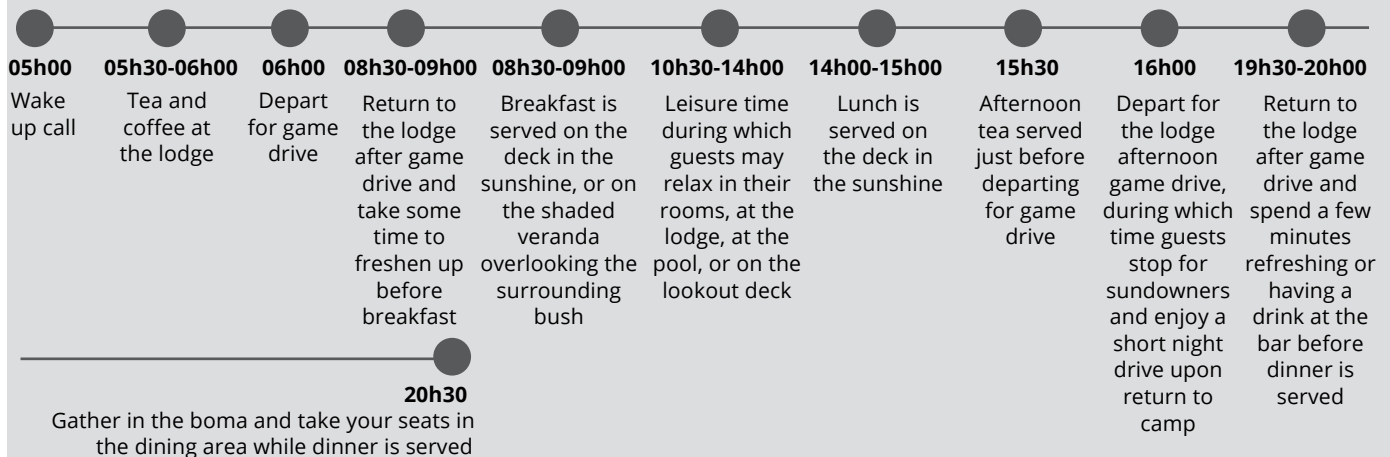 05h00
Wake
up call
05h30-06h00
Tea and
coffee at
the lodge
06h00
Depart
for game
drive
08h30-09h00
Return to
the lodge
after game
drive and
take some
time to
freshen up
before
breakfast
08h30-09h00
Breakfast is
served on the
deck in the
sunshine, or on
the shaded
veranda
overlooking the
surrounding
bush
10h30-14h00
Leisure time
during which
guests may
relax in their
rooms, at the
lodge, at the
pool, or on the
lookout deck
14h00-15h00
Lunch is
served on
the deck in
the sunshine
15h30
Afternoon
tea served
just before
departing
for game
drive
16h00
Depart for
the lodge
afternoon
game drive,
during which
time guests
stop for
sundowners
and enjoy a
short night
drive upon
return to
camp
19h30-20h00
Return to
the lodge
after game
drive and
spend a few
minutes
refreshing or
having a
drink at the
bar before
dinner is
served
20h30
Gather in the boma and take your seats in
the dining area while dinner is served